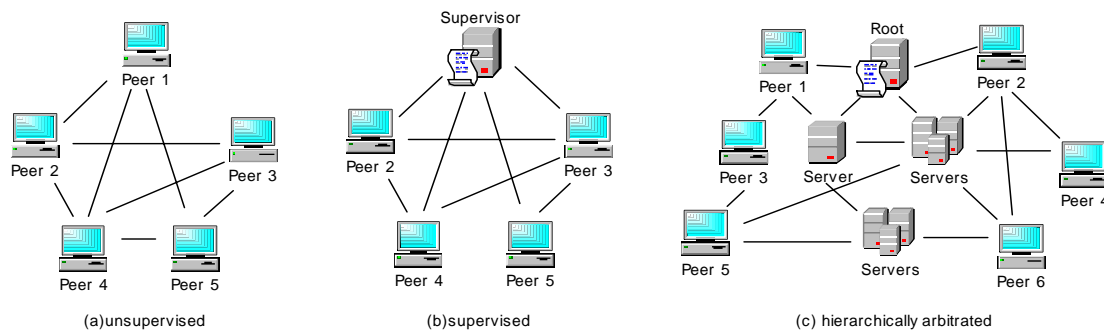 Peer 1
Peer 2
Peer 3
Peer 4
Peer 5
(a)unsupervised
Supervisor
Peer 2
Peer 3
Peer 4
Peer 5
(b)supervised
Root
Peer 1
Peer 2
Peer 3
Server
Servers
Peer 4
Peer 5
Servers
Peer 6
(c) hierarchically arbitrated